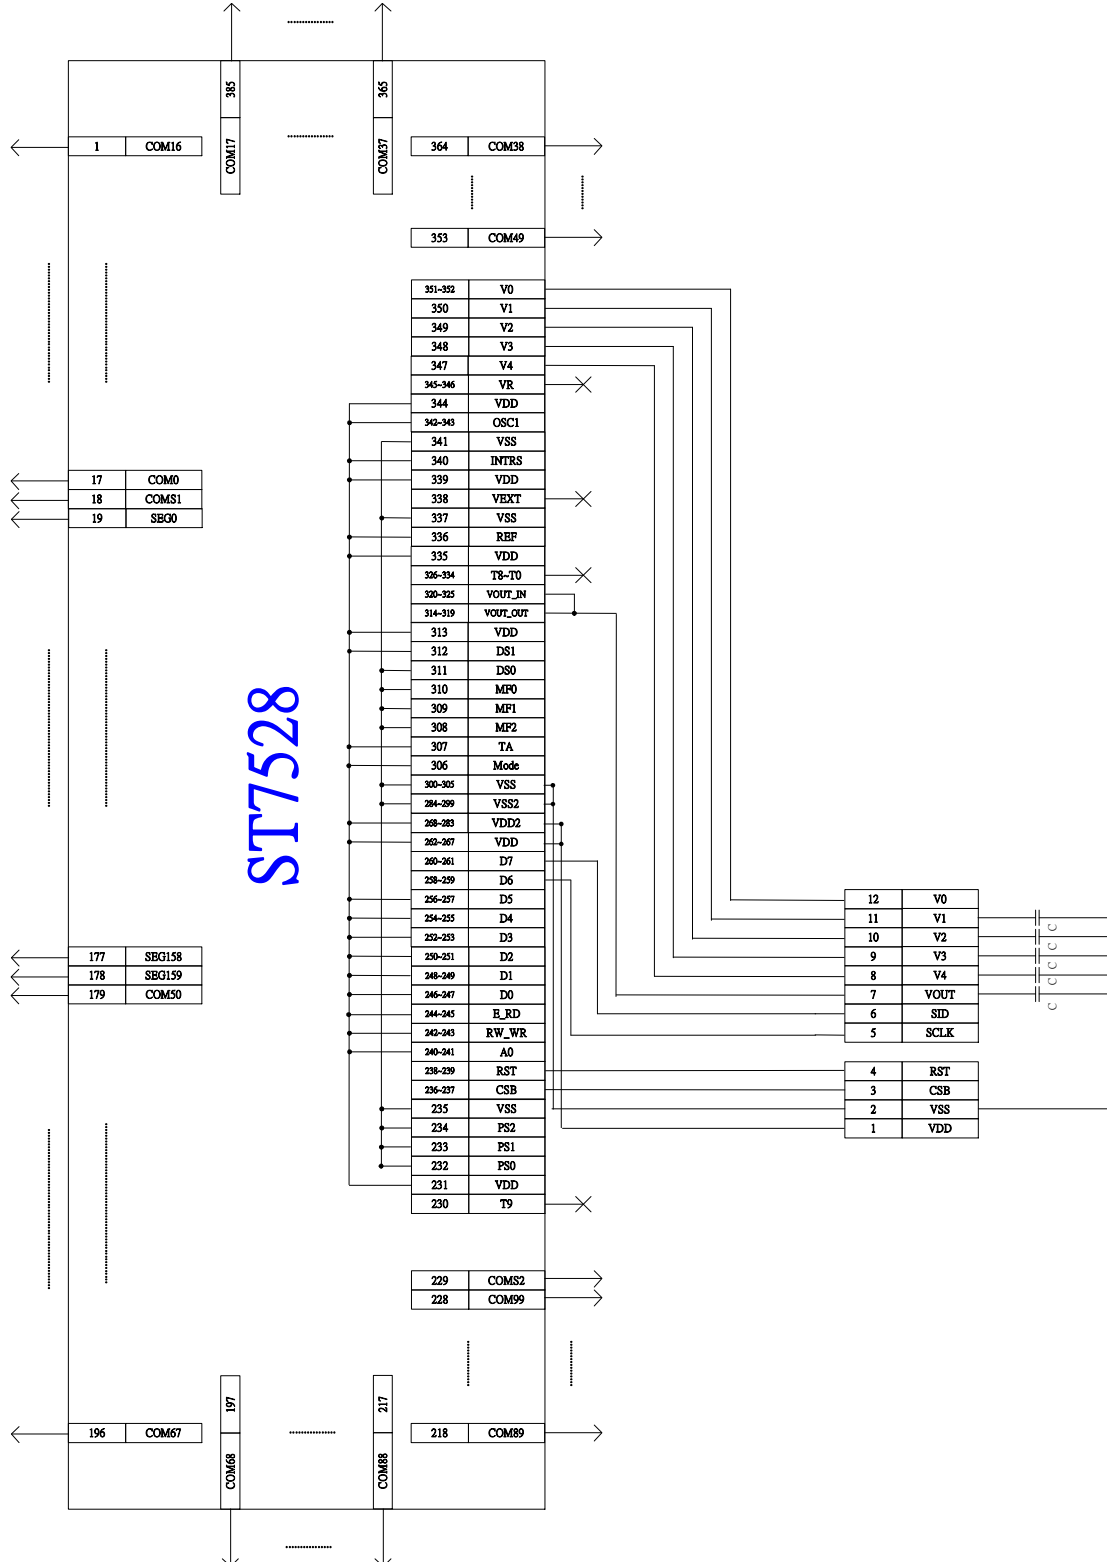 385
365
COM17
COM37
1 COM16
364 COM38
353 COM49
351~352 V0
350 V1
349 V2
348 V3
347 V4
345~346 VR
344 VDD
342~343 OSC1
341 VSS
340 INTRS
339 VDD
338 VEXT
337 VSS
336 REF
335 VDD
326~334 T8~T0
320~325 VOUT_IN
314~319 VOUT_OUT
313 VDD
312 DS1
311 DS0
310 MF0
309 MF1
308 MF2
307 TA
306 Mode
300~305 VSS
284~299 VSS2
268~283 VDD2
262~267 VDD
260~261 D7
258~259 D6
256~257 D5
254~255 D4
252~253 D3
250~251 D2
248~249 D1
246~247 D0
244~245 E_RD
242~243 RW_WR
240~241 A0
238~239 RST
236~237 CSB
235 VSS
234 PS2
233 PS1
232 PS0
231 VDD
230 T9
17 COM0
18 COMS1
19 SEG0
ST7528
177 SEG158
178 SEG159
179 COM50
12 V0
11 V1
C
10 V2
C
9 V3
C
8 V4
C
7 VOUT
C
6 SID
5 SCLK
4 RST
3 CSB
2 VSS
1 VDD
229 COMS2
228 COM99
197
217
196 COM67
218 COM89
COM68
COM88